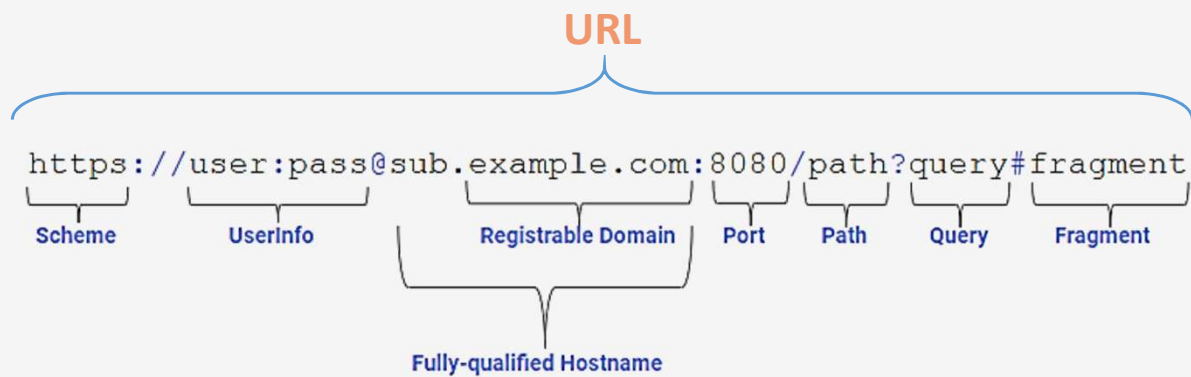 URL
https://user:pass@sub.example.com:8080/path?query#fragment
Scheme UserInfo Registrable Domain Port Path Query Fragment
Fully-qualified Hostname